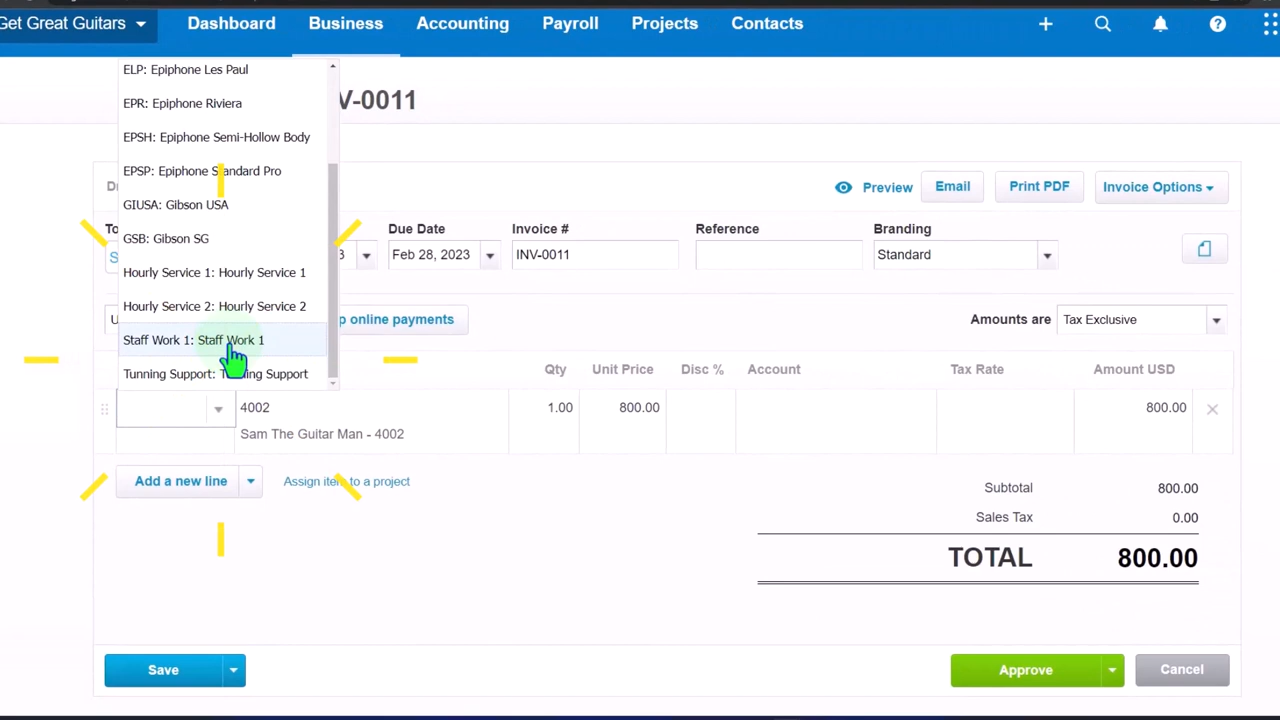 Get Great Guitars Dashboard Business Accounting Payroll Projects Contacts
ELP: Epiphone Les Paul
V-0011
EPR: Epiphone Riviera
EPSH: Epiphone Semi-Hollow Body
EPSP: Epiphone Standard Pro
Preview Email Print PDF Invoice Options
GIUSA: Gibson USA
Due Date Invoice # Reference Branding
GSB: Gibson SG
3 Feb 28, 2023 INV-0011 Standard
Hourly Service 1: Hourly Service 1
Hourly Service 2: Hourly Service 2
p online payments Amounts are Tax Exclusive
Staff Work 1: Staff Work 1
Tunning Support: Tunning Support
Qty Unit Price Disc % Account Tax Rate Amount USD
4002 1.00 800.00 800.00
Sam The Guitar Man - 4002
Add a new line Assign item to a project
Subtotal 800.00
Sales Tax 0.00
TOTAL 800.00
Save Approve Cancel